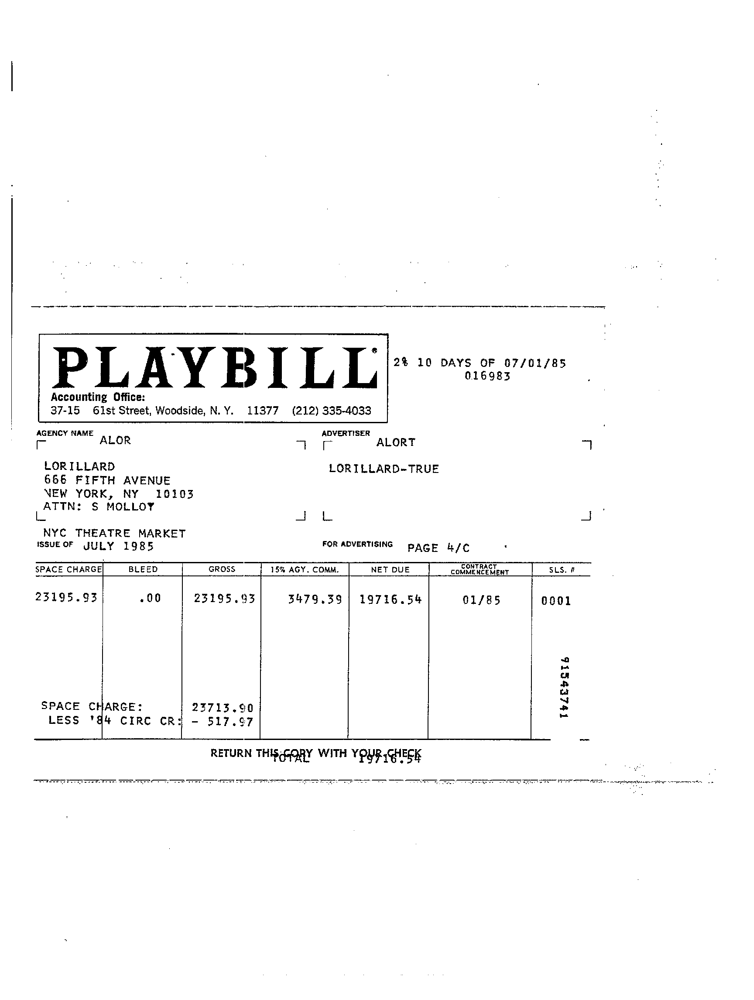 PLAYBILL®
2% 10 DAYS OF 07/01/85
016983
Accounting Office:
37-15 61st Street, Woodside, N. Y. 11377 (212) 335-4033
AGENCY NAME ALOR
ADVERTISER ALORT
LORILLARD
666 FIFTH AVENUE
NEW YORK, NY 10103
ATTN: S MOLLOT
LORILLARD-TRUE
NYC THEATRE MARKET
ISSUE OF JULY 1985
FOR ADVERTISING PAGE 4/C
SPACE CHARGE BLEED GROSS 15% AGY. COMM. NET DUE CONTRACT COMMENCEMENT SLS. #
23195.93 .00 23195.93 3479.39 19716.54 01/85 0001
SPACE CHARGE: 23713.90
LESS '84 CIRC CR: - 517.97
91543741
RETURN THIS COPY WITH YOUR CHECK
TOTAL 19716.54